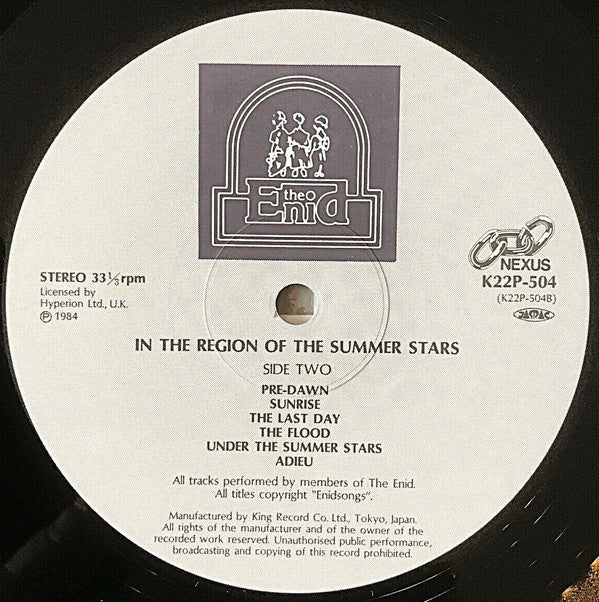 the
Enid
STEREO 33⅓rpm
Licensed by
Hyperion Ltd., U.K.
℗ 1984
NEXUS
K22P-504
(K22P-504B)
IN THE REGION OF THE SUMMER STARS
SIDE TWO
PRE-DAWN
SUNRISE
THE LAST DAY
THE FLOOD
UNDER THE SUMMER STARS
ADIEU
All tracks performed by members of The Enid.
All titles copyright "Enidsongs".
Manufactured by King Record Co. Ltd., Tokyo, Japan.
All rights of the manufacturer and of the owner of the
recorded work reserved. Unauthorised public performance,
broadcasting and copying of this record prohibited.